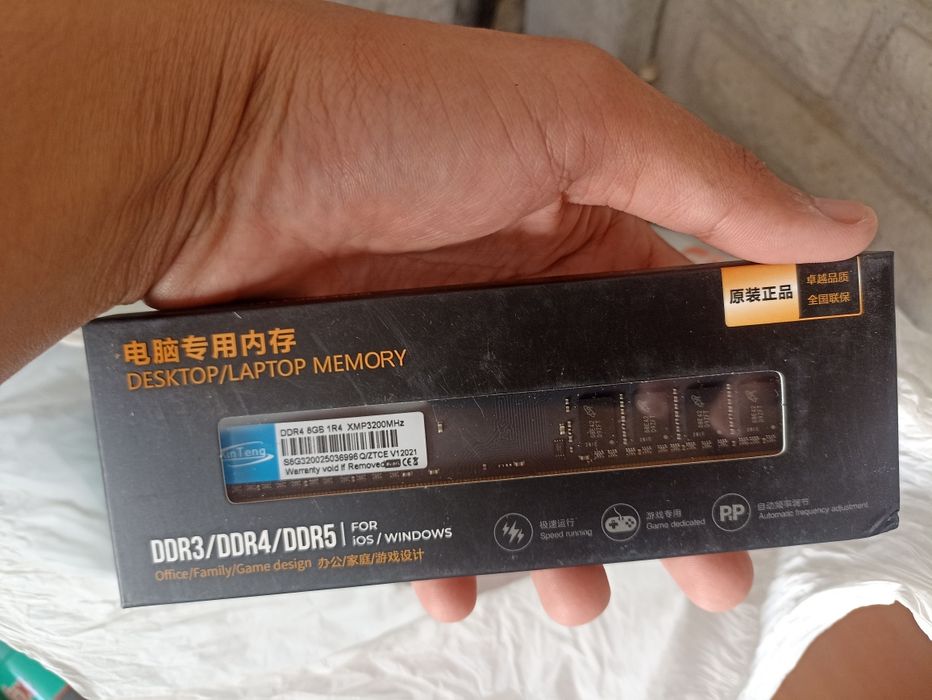 原装正品
卓越品质
全国联保
电脑专用内存
DESKTOP/LAPTOP MEMORY
DDR4 8GB 1R4 XMP3200MHz
S8G320025036996 Q/ZTCE V12021
Warranty void If Removed
CE
DDR3/DDR4/DDR5
FOR
iOS/WINDOWS
Office/Family/Game design 办公/家庭/游戏设计
极速运行
Speed running
游戏专用
Game dedicated
P.P
自动频率调节
Automatic frequency adjustment